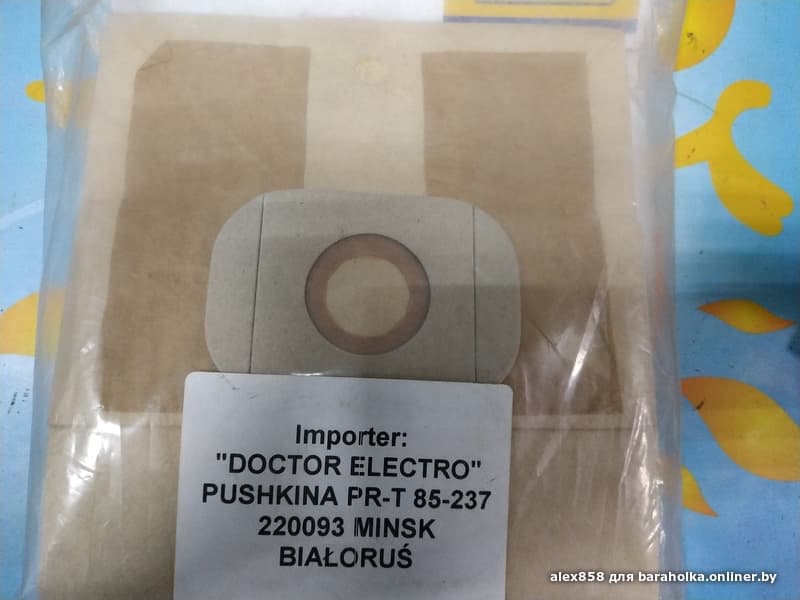 Importer:
"DOCTOR ELECTRO"
PUSHKINA PR-T 85-237
220093 MINSK
BIAŁORUŚ
alex858 для baraholka.onliner.by